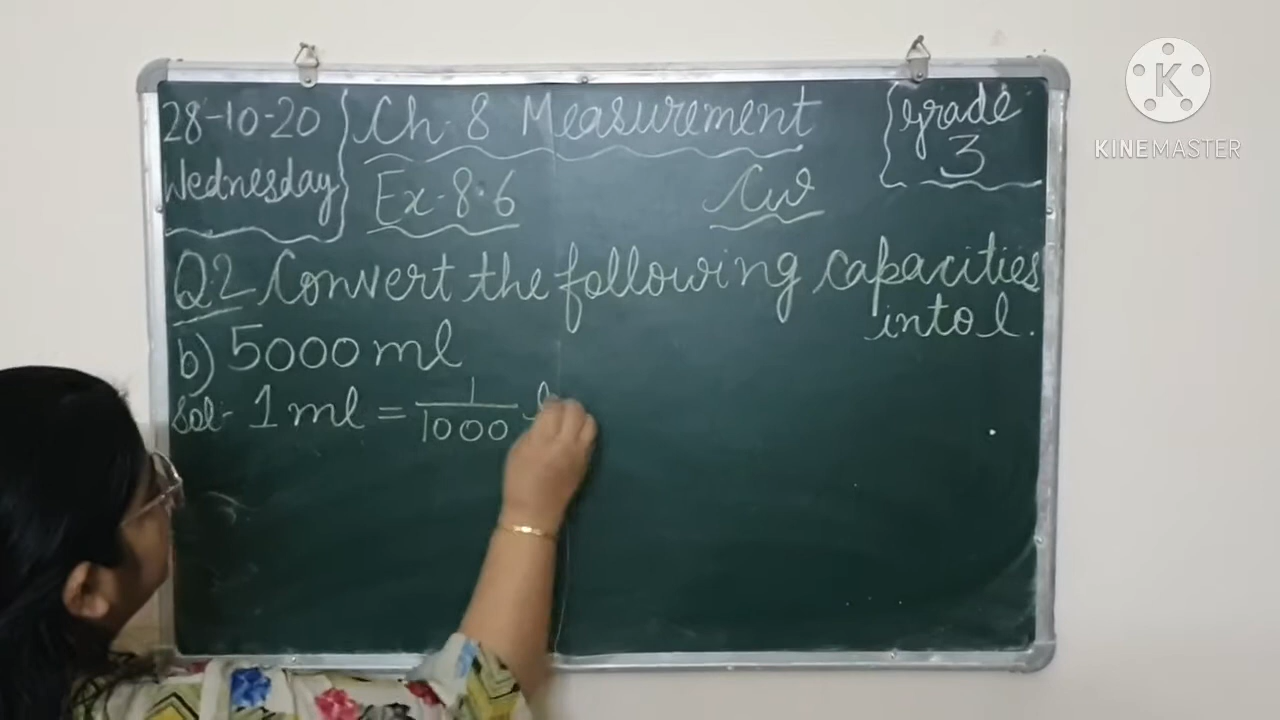 28-10-20
Wednesday
Ch-8 Measurement
Ex-8.6
Cw
grade
3
Q.2 Convert the following capacities
into l.
b) 5000 ml
Sol- 1 ml = 1/1000 l
K
KINEMASTER